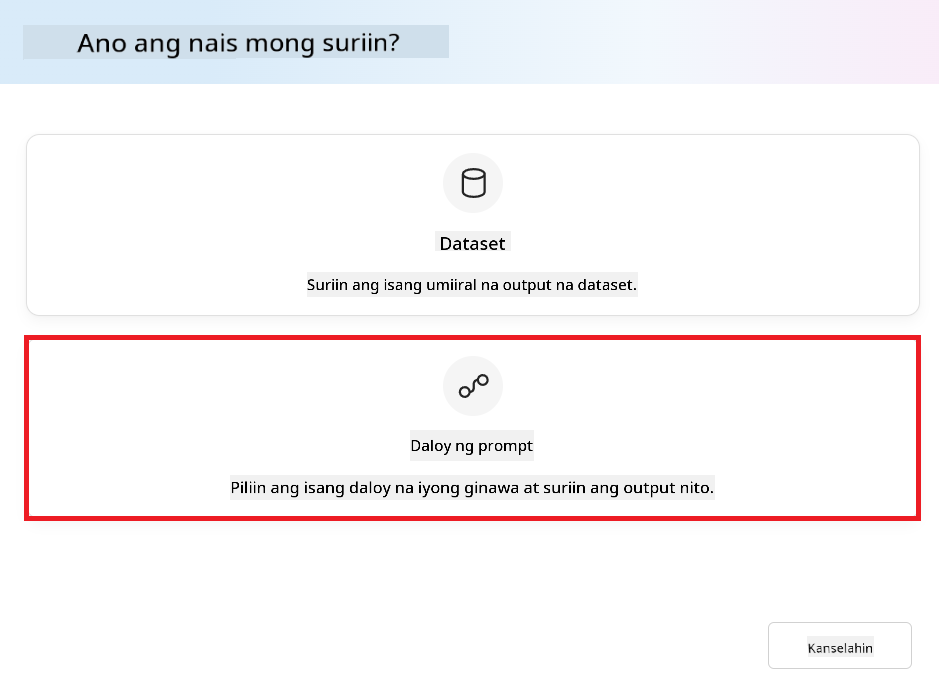 Ano ang nais mong suriin?
Dataset
Suriin ang isang umiiral na output na dataset.
Daloy ng prompt
Piliin ang isang daloy na iyong ginawa at suriin ang output nito.
Kanselahin